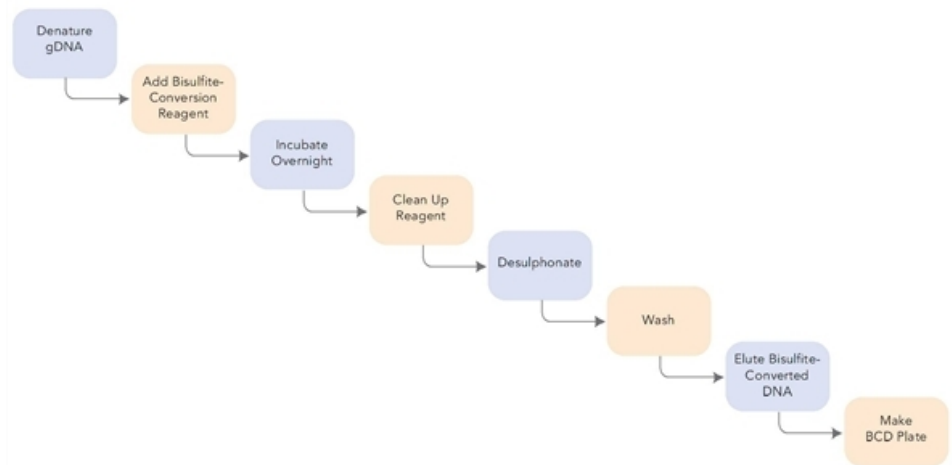 Denature
gDNA
Add Bisulfite-
Conversion
Reagent
Incubate
Overnight
Clean Up
Reagent
Desulphonate
Wash
Elute Bisulfite-
Converted
DNA
Make
BCD Plate